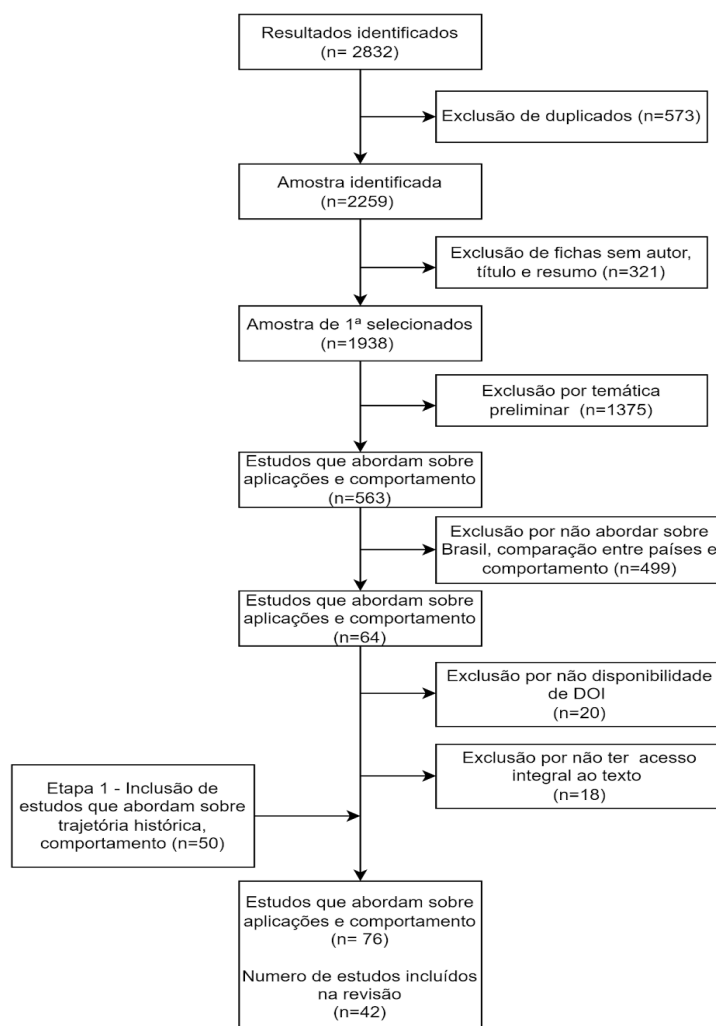 Resultados identificados
(n= 2832)
Exclusão de duplicados (n=573)
Amostra identificada
(n=2259)
Exclusão de fichas sem autor,
título e resumo (n=321)
Amostra de 1ª selecionados
(n=1938)
Exclusão por temática
preliminar (n=1375)
Estudos que abordam sobre
aplicações e comportamento
(n=563)
Exclusão por não abordar sobre
Brasil, comparação entre países e
comportamento (n=499)
Estudos que abordam sobre
aplicações e comportamento
(n=64)
Exclusão por não disponibilidade
de DOI
(n=20)
Exclusão por não ter acesso
integral ao texto
(n=18)
Etapa 1 - Inclusão de
estudos que abordam sobre
trajetória histórica,
comportamento (n=50)
Estudos que abordam sobre
aplicações e comportamento
(n= 76)
Numero de estudos incluídos
na revisão
(n=42)